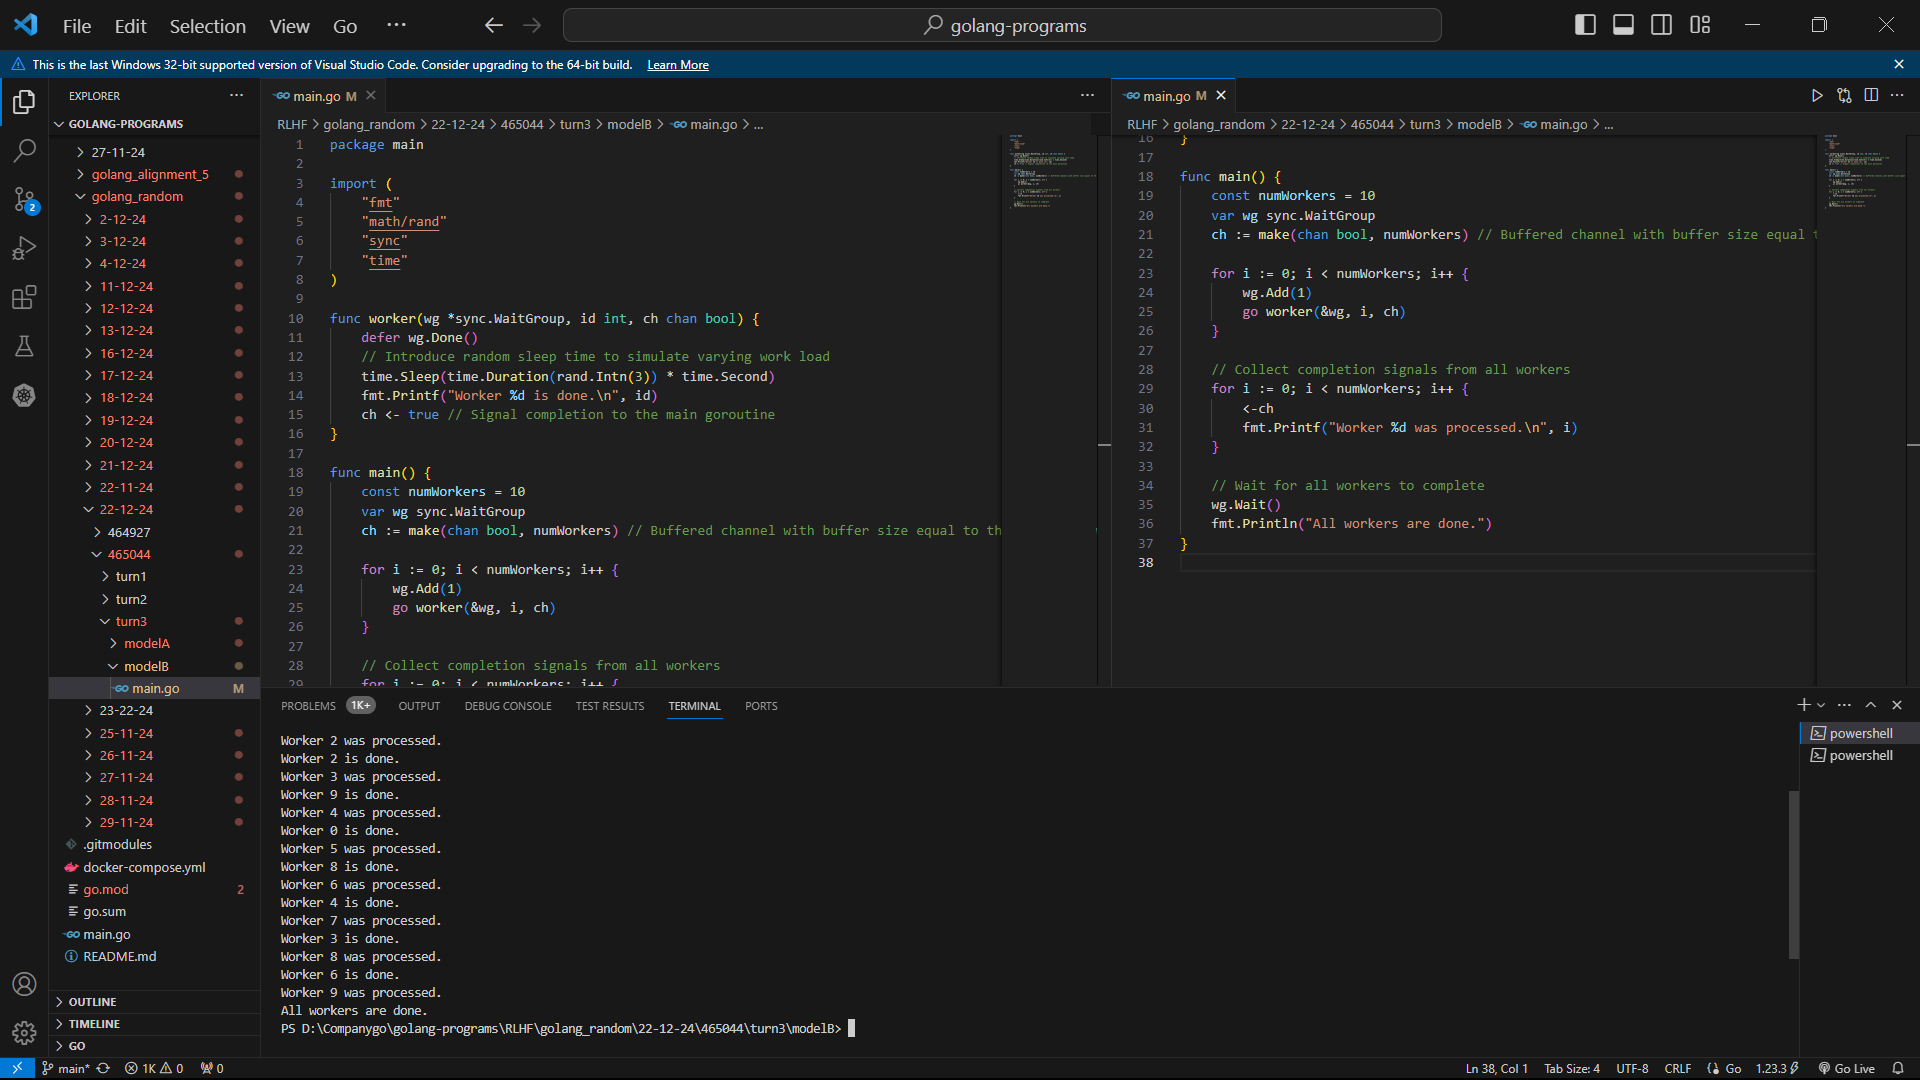 File Edit Selection View Go ··· golang-programs
This is the last Windows 32-bit supported version of Visual Studio Code. Consider upgrading to the 64-bit build. Learn More
EXPLORER
GOLANG-PROGRAMS
27-11-24
golang_alignment_5
golang_random
2-12-24
3-12-24
4-12-24
11-12-24
12-12-24
13-12-24
16-12-24
17-12-24
18-12-24
19-12-24
20-12-24
21-12-24
22-11-24
22-12-24
464927
465044
turn1
turn2
turn3
modelA
modelB
main.go M
23-22-24
25-11-24
26-11-24
27-11-24
28-11-24
29-11-24
.gitmodules
docker-compose.yml
go.mod 2
go.sum
main.go
README.md
OUTLINE
TIMELINE
GO
2
main.go M
RLHF > golang_random > 22-12-24 > 465044 > turn3 > modelB > main.go > ...
1 package main
2
3 import (
4 "fmt"
5 "math/rand"
6 "sync"
7 "time"
8 )
9
10 func worker(wg *sync.WaitGroup, id int, ch chan bool) {
11 defer wg.Done()
12 // Introduce random sleep time to simulate varying work load
13 time.Sleep(time.Duration(rand.Intn(3)) * time.Second)
14 fmt.Printf("Worker %d is done.\n", id)
15 ch <- true // Signal completion to the main goroutine
16 }
17
18 func main() {
19 const numWorkers = 10
20 var wg sync.WaitGroup
21 ch := make(chan bool, numWorkers) // Buffered channel with buffer size equal to th
22
23 for i := 0; i < numWorkers; i++ {
24 wg.Add(1)
25 go worker(&wg, i, ch)
26 }
27
28 // Collect completion signals from all workers
29 for i := 0; i < numWorkers; i++ {
main.go M
RLHF > golang_random > 22-12-24 > 465044 > turn3 > modelB > main.go > ...
16 }
17
18 func main() {
19 const numWorkers = 10
20 var wg sync.WaitGroup
21 ch := make(chan bool, numWorkers) // Buffered channel with buffer size equal t
22
23 for i := 0; i < numWorkers; i++ {
24 wg.Add(1)
25 go worker(&wg, i, ch)
26 }
27
28 // Collect completion signals from all workers
29 for i := 0; i < numWorkers; i++ {
30 <-ch
31 fmt.Printf("Worker %d was processed.\n", i)
32 }
33
34 // Wait for all workers to complete
35 wg.Wait()
36 fmt.Println("All workers are done.")
37 }
38
PROBLEMS 1K+ OUTPUT DEBUG CONSOLE TEST RESULTS TERMINAL PORTS
Worker 2 was processed.
Worker 2 is done.
Worker 3 was processed.
Worker 9 is done.
Worker 4 was processed.
Worker 0 is done.
Worker 5 was processed.
Worker 8 is done.
Worker 6 was processed.
Worker 4 is done.
Worker 7 was processed.
Worker 3 is done.
Worker 8 was processed.
Worker 6 is done.
Worker 9 was processed.
All workers are done.
PS D:\Companygo\golang-programs\RLHF\golang_random\22-12-24\465044\turn3\modelB>
powershell
powershell
main* 1K 0 0 Ln 38, Col 1 Tab Size: 4 UTF-8 CRLF Go 1.23.3 Go Live